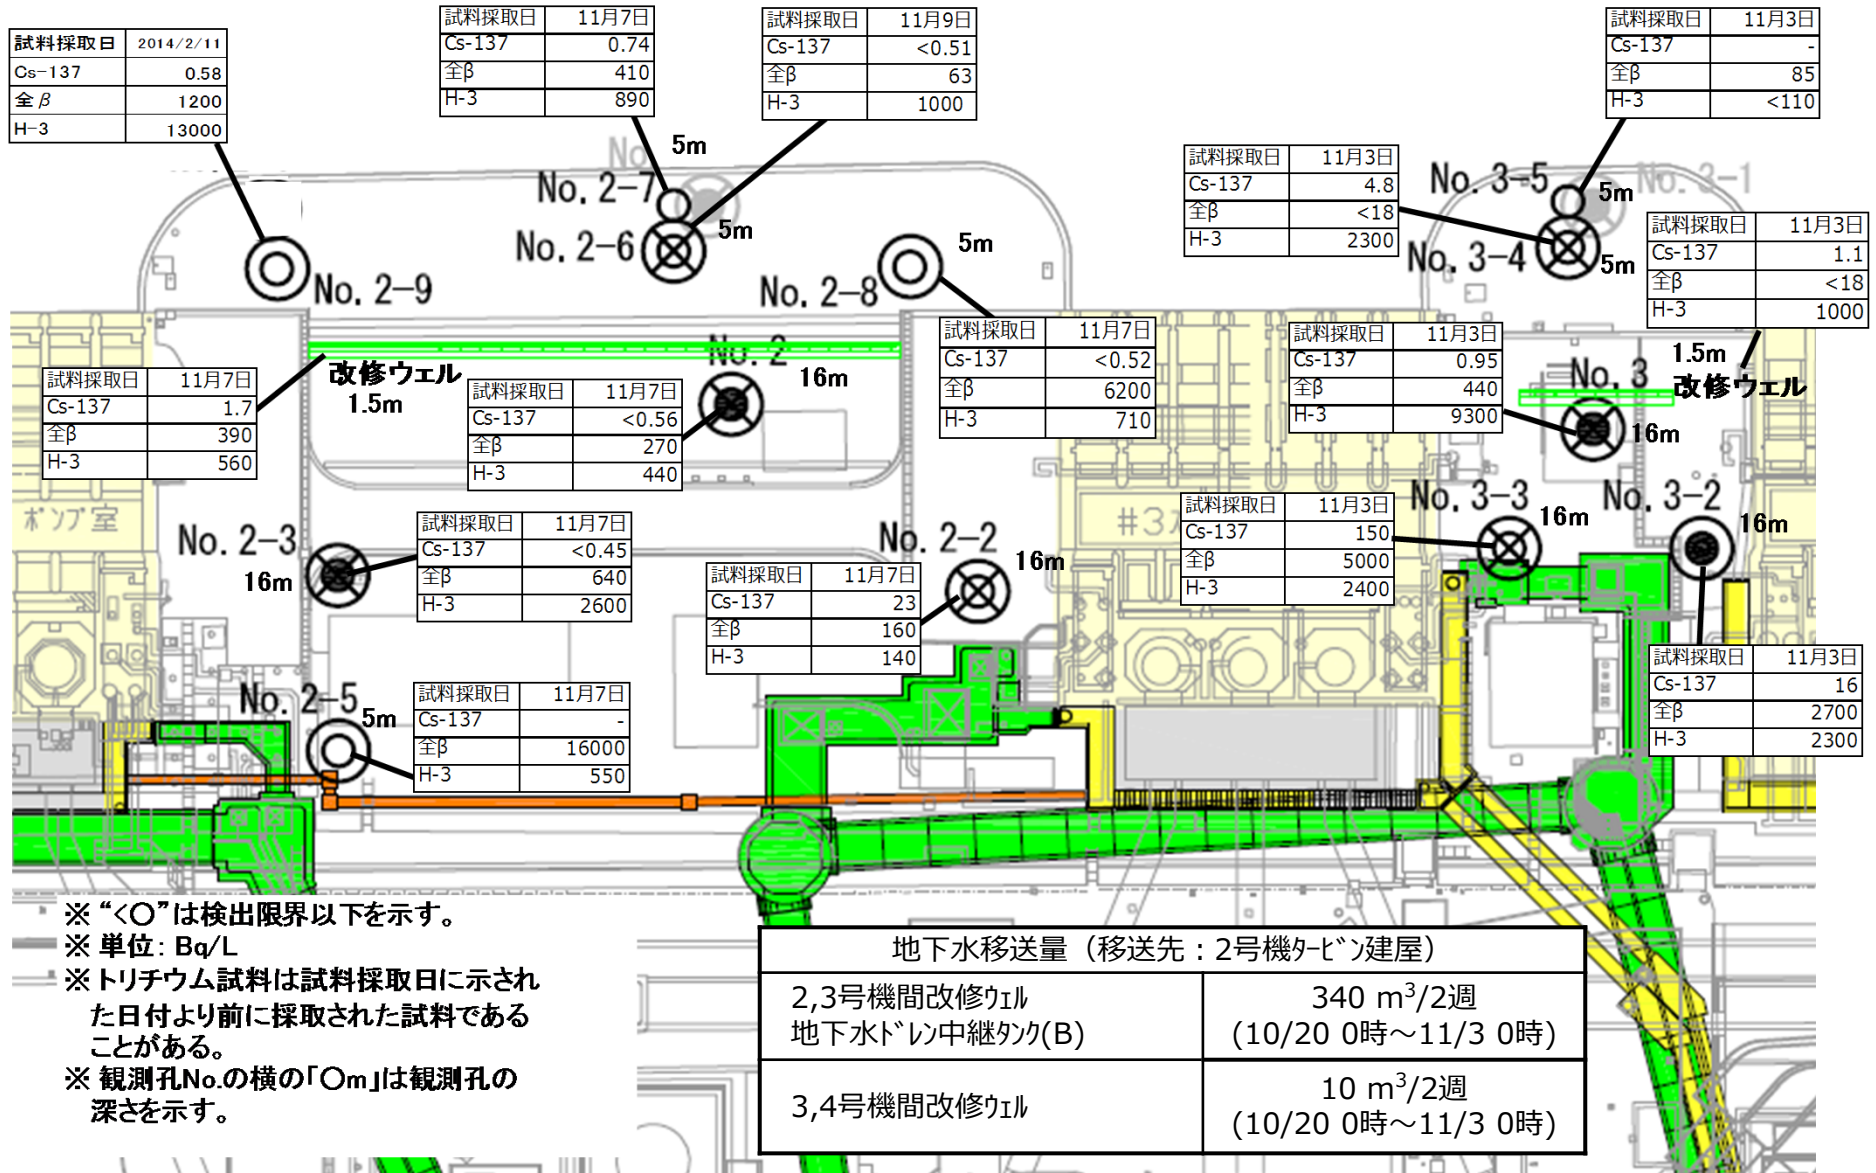 試料採取日 2014/2/11
Cs-137 0.58
全β 1200
H-3 13000
試料採取日 11月7日
Cs-137 0.74
全β 410
H-3 890
試料採取日 11月9日
Cs-137 <0.51
全β 63
H-3 1000
試料採取日 11月3日
Cs-137 -
全β 85
H-3 <110
No
5m
No. 2-7
No. 2-6
5m
No. 2-9
No. 2-8
5m
試料採取日 11月3日
Cs-137 4.8
全β <18
H-3 2300
No. 3-5
5m
No. 3-1
No. 3-4
5m
試料採取日 11月3日
Cs-137 1.1
全β <18
H-3 1000
試料採取日 11月7日
Cs-137 1.7
全β 390
H-3 560
改修ウェル
1.5m
No. 2
16m
試料採取日 11月7日
Cs-137 <0.56
全β 270
H-3 440
試料採取日 11月7日
Cs-137 <0.52
全β 6200
H-3 710
試料採取日 11月3日
Cs-137 0.95
全β 440
H-3 9300
No. 3
16m
1.5m
改修ウェル
ポンプ室
No. 2-3
16m
試料採取日 11月7日
Cs-137 <0.45
全β 640
H-3 2600
No. 2-2
16m
試料採取日 11月7日
Cs-137 23
全β 160
H-3 140
#3
試料採取日 11月3日
Cs-137 150
全β 5000
H-3 2400
No. 3-3
16m
No. 3-2
16m
試料採取日 11月3日
Cs-137 16
全β 2700
H-3 2300
No. 2-5
5m
試料採取日 11月7日
Cs-137 -
全β 16000
H-3 550
※ “<〇”は検出限界以下を示す。
※ 単位: Bq/L
※ トリチウム試料は試料採取日に示され
た日付より前に採取された試料である
ことがある。
※ 観測孔No.の横の「〇m」は観測孔の
深さを示す。
地下水移送量（移送先：2号機ﾀｰﾋﾞﾝ建屋）
2,3号機間改修ｳｪﾙ
地下水ﾄﾞﾚﾝ中継ﾀﾝｸ(B)
340 m³/2週
(10/20 0時～11/3 0時)
3,4号機間改修ｳｪﾙ
10 m³/2週
(10/20 0時～11/3 0時)